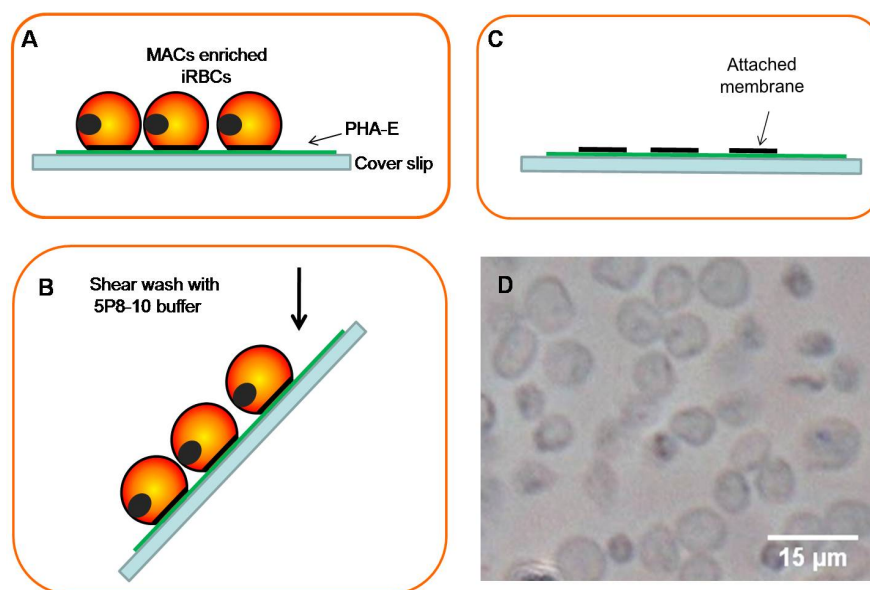 A
MACs enriched
iRBCs
PHA-E
Cover slip
B
Shear wash with
5P8-10 buffer
C
Attached
membrane
D
15 μm